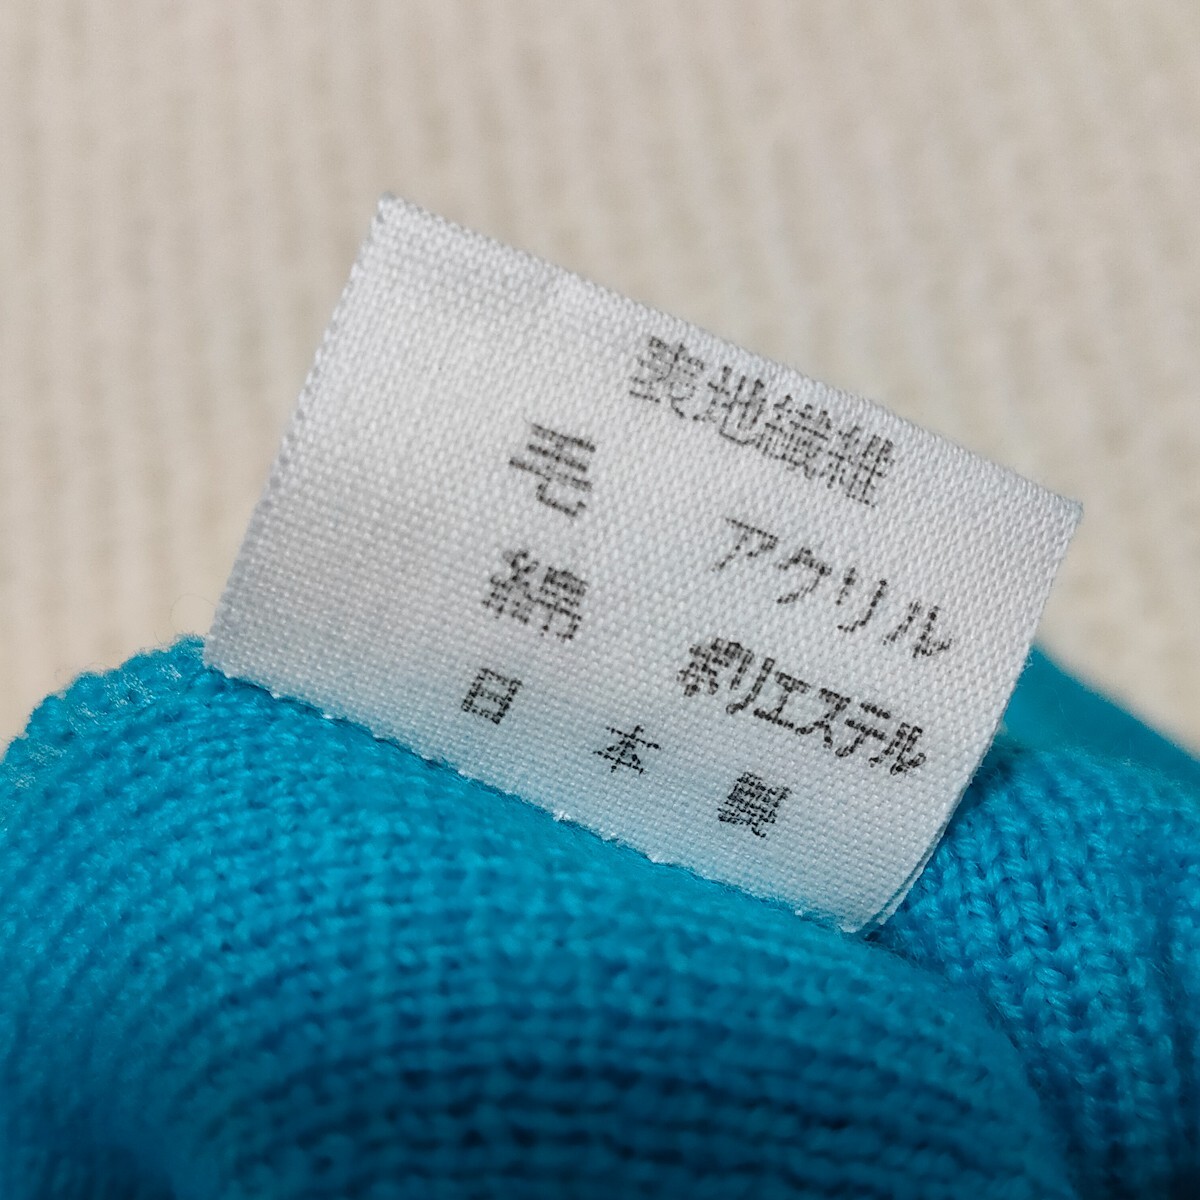 表地繊維
毛 アクリル
綿 ポリエステル
日本製